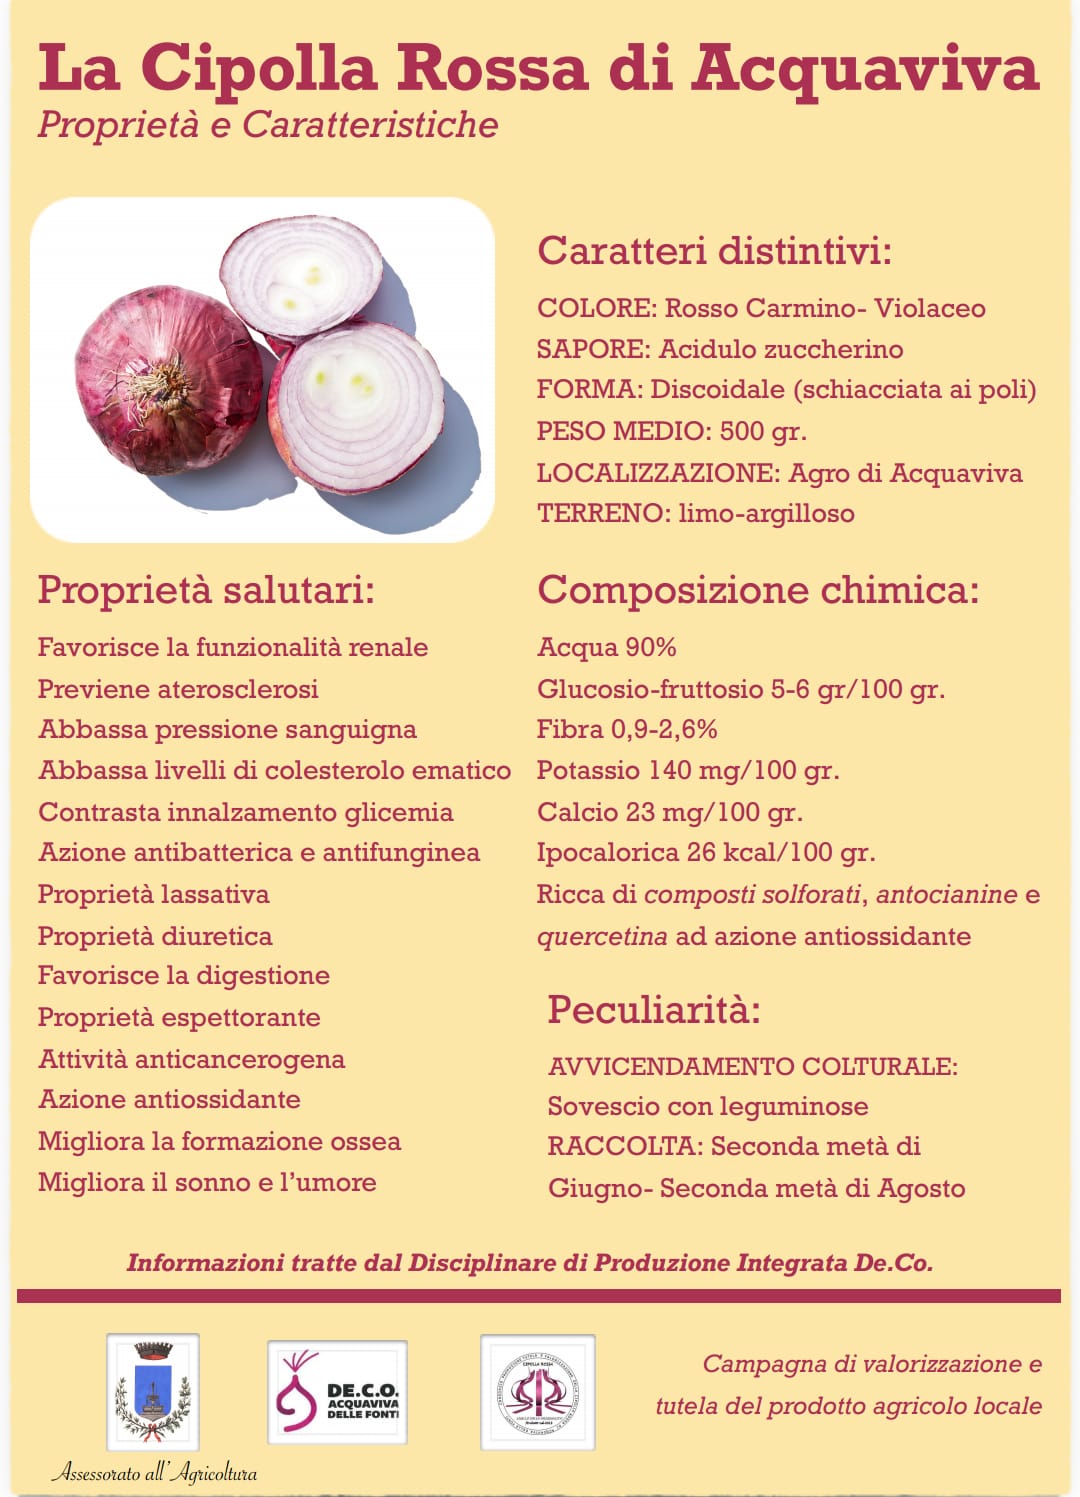 La Cipolla Rossa di Acquaviva
Proprietà e Caratteristiche
Caratteri distintivi:
COLORE: Rosso Carmino- Violaceo
SAPORE: Acidulo zuccherino
FORMA: Discoidale (schiacciata ai poli)
PESO MEDIO: 500 gr.
LOCALIZZAZIONE: Agro di Acquaviva
TERRENO: limo-argilloso
Proprietà salutari:
Favorisce la funzionalità renale
Previene aterosclerosi
Abbassa pressione sanguigna
Abbassa livelli di colesterolo ematico
Contrasta innalzamento glicemia
Azione antibatterica e antifunginea
Proprietà lassativa
Proprietà diuretica
Favorisce la digestione
Proprietà espettorante
Attività anticancerogena
Azione antiossidante
Migliora la formazione ossea
Migliora il sonno e l’umore
Composizione chimica:
Acqua 90%
Glucosio-fruttosio 5-6 gr/100 gr.
Fibra 0,9-2,6%
Potassio 140 mg/100 gr.
Calcio 23 mg/100 gr.
Ipocalorica 26 kcal/100 gr.
Ricca di composti solforati, antocianine e
quercetina ad azione antiossidante
Peculiarità:
AVVICENDAMENTO COLTURALE:
Sovescio con leguminose
RACCOLTA: Seconda metà di
Giugno- Seconda metà di Agosto
Informazioni tratte dal Disciplinare di Produzione Integrata De.Co.
Assessorato all’Agricoltura
DE.C.O.
ACQUAVIVA
DELLE FONTI
CIPOLLA ROSSA
Campagna di valorizzazione e
tutela del prodotto agricolo locale